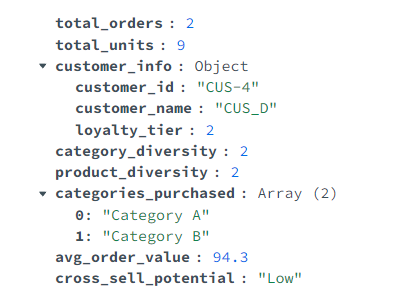 total_orders : 2
total_units : 9
customer_info : Object
customer_id : "CUS-4"
customer_name : "CUS_D"
loyalty_tier : 2
category_diversity : 2
product_diversity : 2
categories_purchased : Array (2)
0: "Category A"
1: "Category B"
avg_order_value : 94.3
cross_sell_potential : "Low"